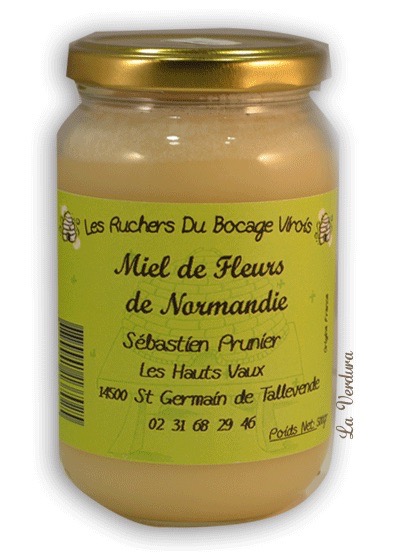 Les Ruchers Du Bocage Virois
Miel de Fleurs
de Normandie
Sébastien Prunier
Les Hauts Vaux
14500 St Germain de Tallevende
02 31 68 29 46
Poids Net: 500g
Origine France
La Verdura